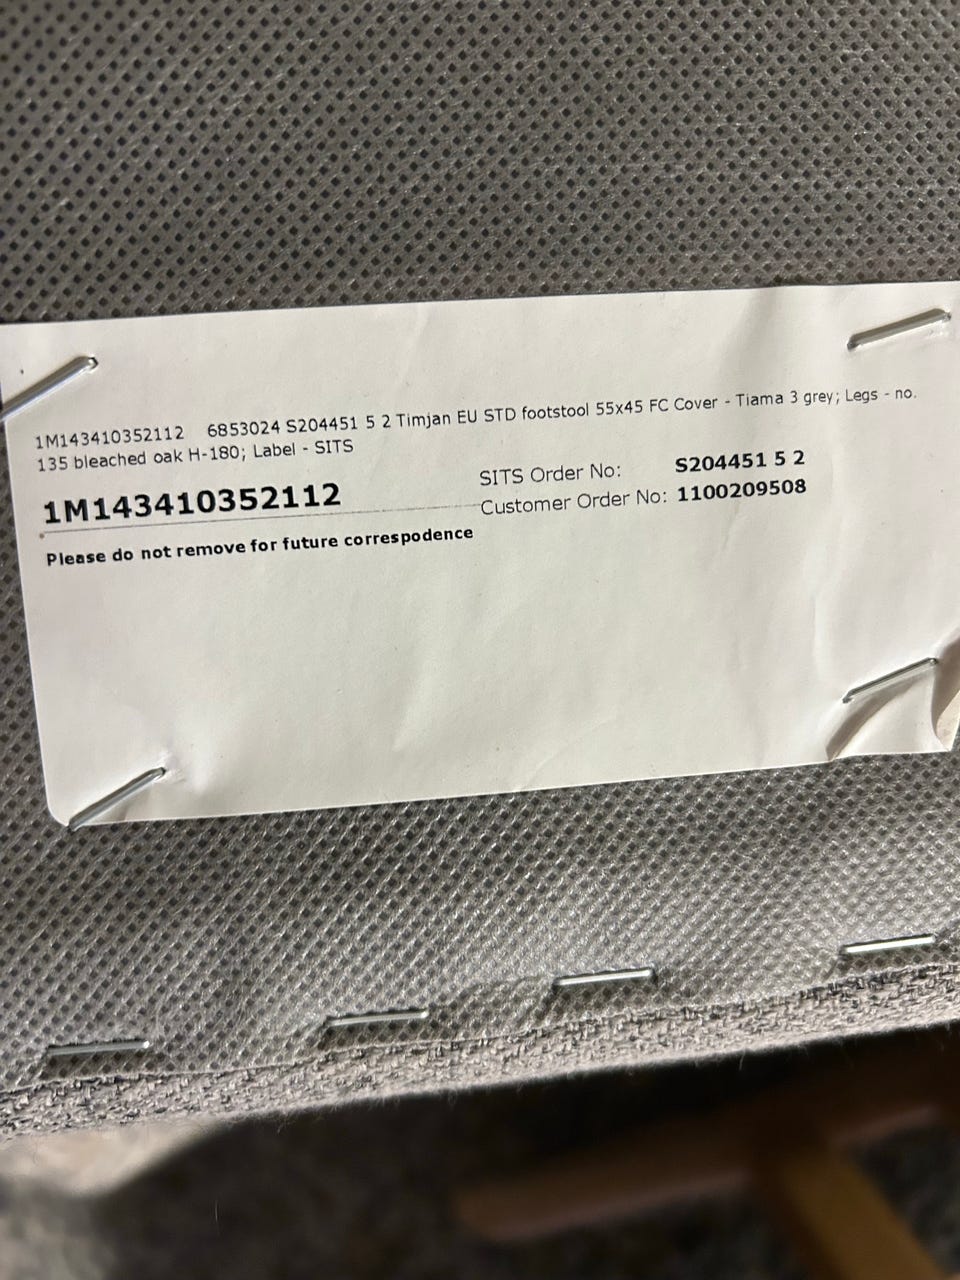 1M143410352112 6853024 S204451 5 2 Timjan EU STD footstool 55x45 FC Cover - Tiama 3 grey; Legs - no.
135 bleached oak H-180; Label - SITS
1M143410352112
SITS Order No: S204451 5 2
Customer Order No: 1100209508
Please do not remove for future correspodence